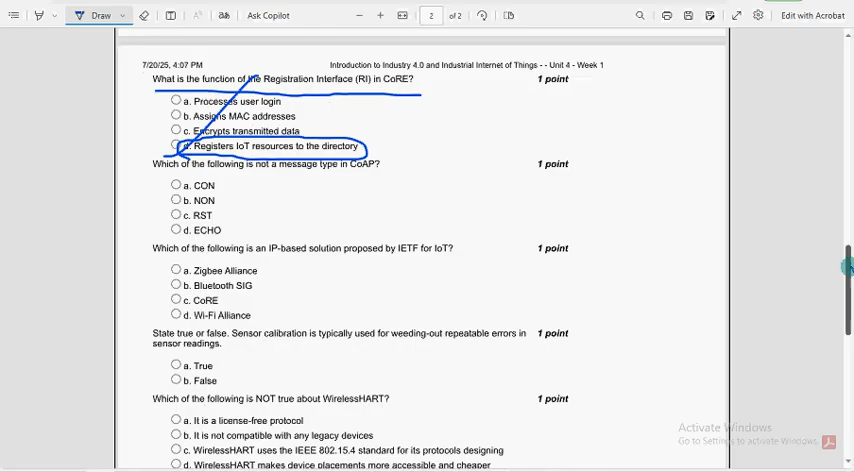 Draw
Ask Copilot
2
of 2
Edit with Acrobat
7/20/25, 4:07 PM
Introduction to Industry 4.0 and Industrial Internet of Things - - Unit 4 - Week 1
What is the function of the Registration Interface (RI) in CoRE? 1 point
a. Processes user login
b. Assigns MAC addresses
c. Encrypts transmitted data
d. Registers IoT resources to the directory
Which of the following is not a message type in CoAP? 1 point
a. CON
b. NON
c. RST
d. ECHO
Which of the following is an IP-based solution proposed by IETF for IoT? 1 point
a. Zigbee Alliance
b. Bluetooth SIG
c. CoRE
d. Wi-Fi Alliance
State true or false. Sensor calibration is typically used for weeding-out repeatable errors in 1 point
sensor readings.
a. True
b. False
Which of the following is NOT true about WirelessHART? 1 point
a. It is a license-free protocol
b. It is not compatible with any legacy devices
c. WirelessHART uses the IEEE 802.15.4 standard for its protocols designing
d. WirelessHART makes device placements more accessible and cheaper
Activate Windows
Go to Settings to activate Windows.